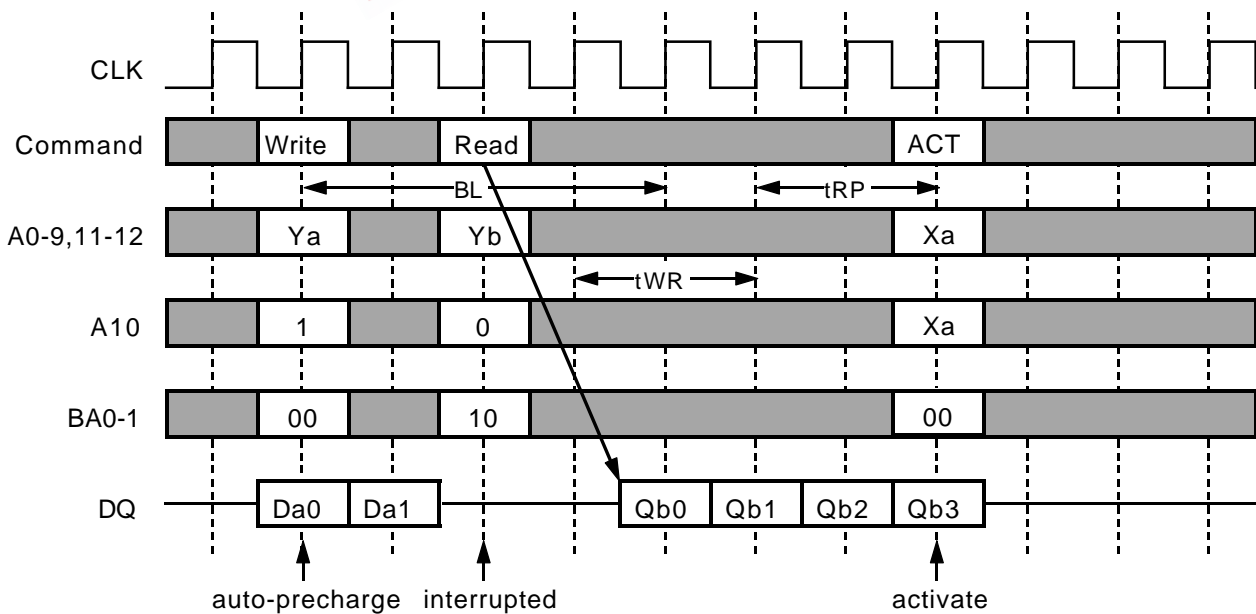 CLK
Command Write Read ACT
BL tRP
A0-9,11-12 Ya Yb Xa
tWR
A10 1 0 Xa
BA0-1 00 10 00
DQ Da0 Da1 Qb0 Qb1 Qb2 Qb3
auto-precharge interrupted activate